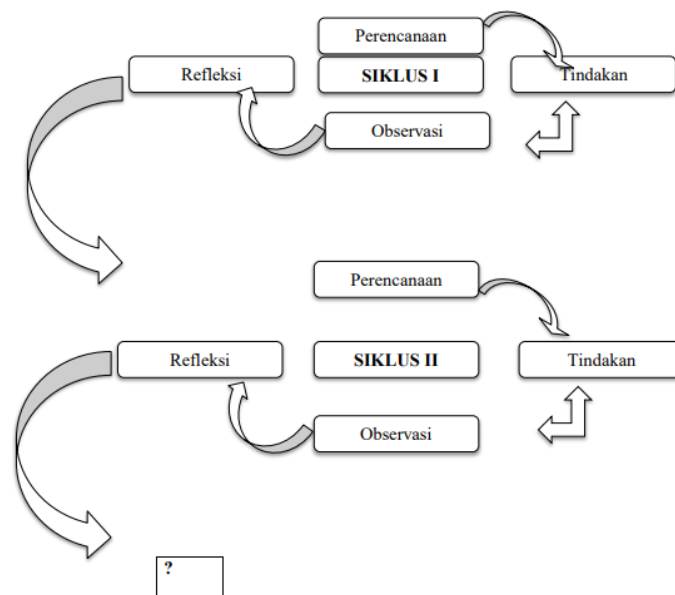 Perencanaan
Refleksi
SIKLUS I
Tindakan
Observasi
Perencanaan
Refleksi
SIKLUS II
Tindakan
Observasi
?